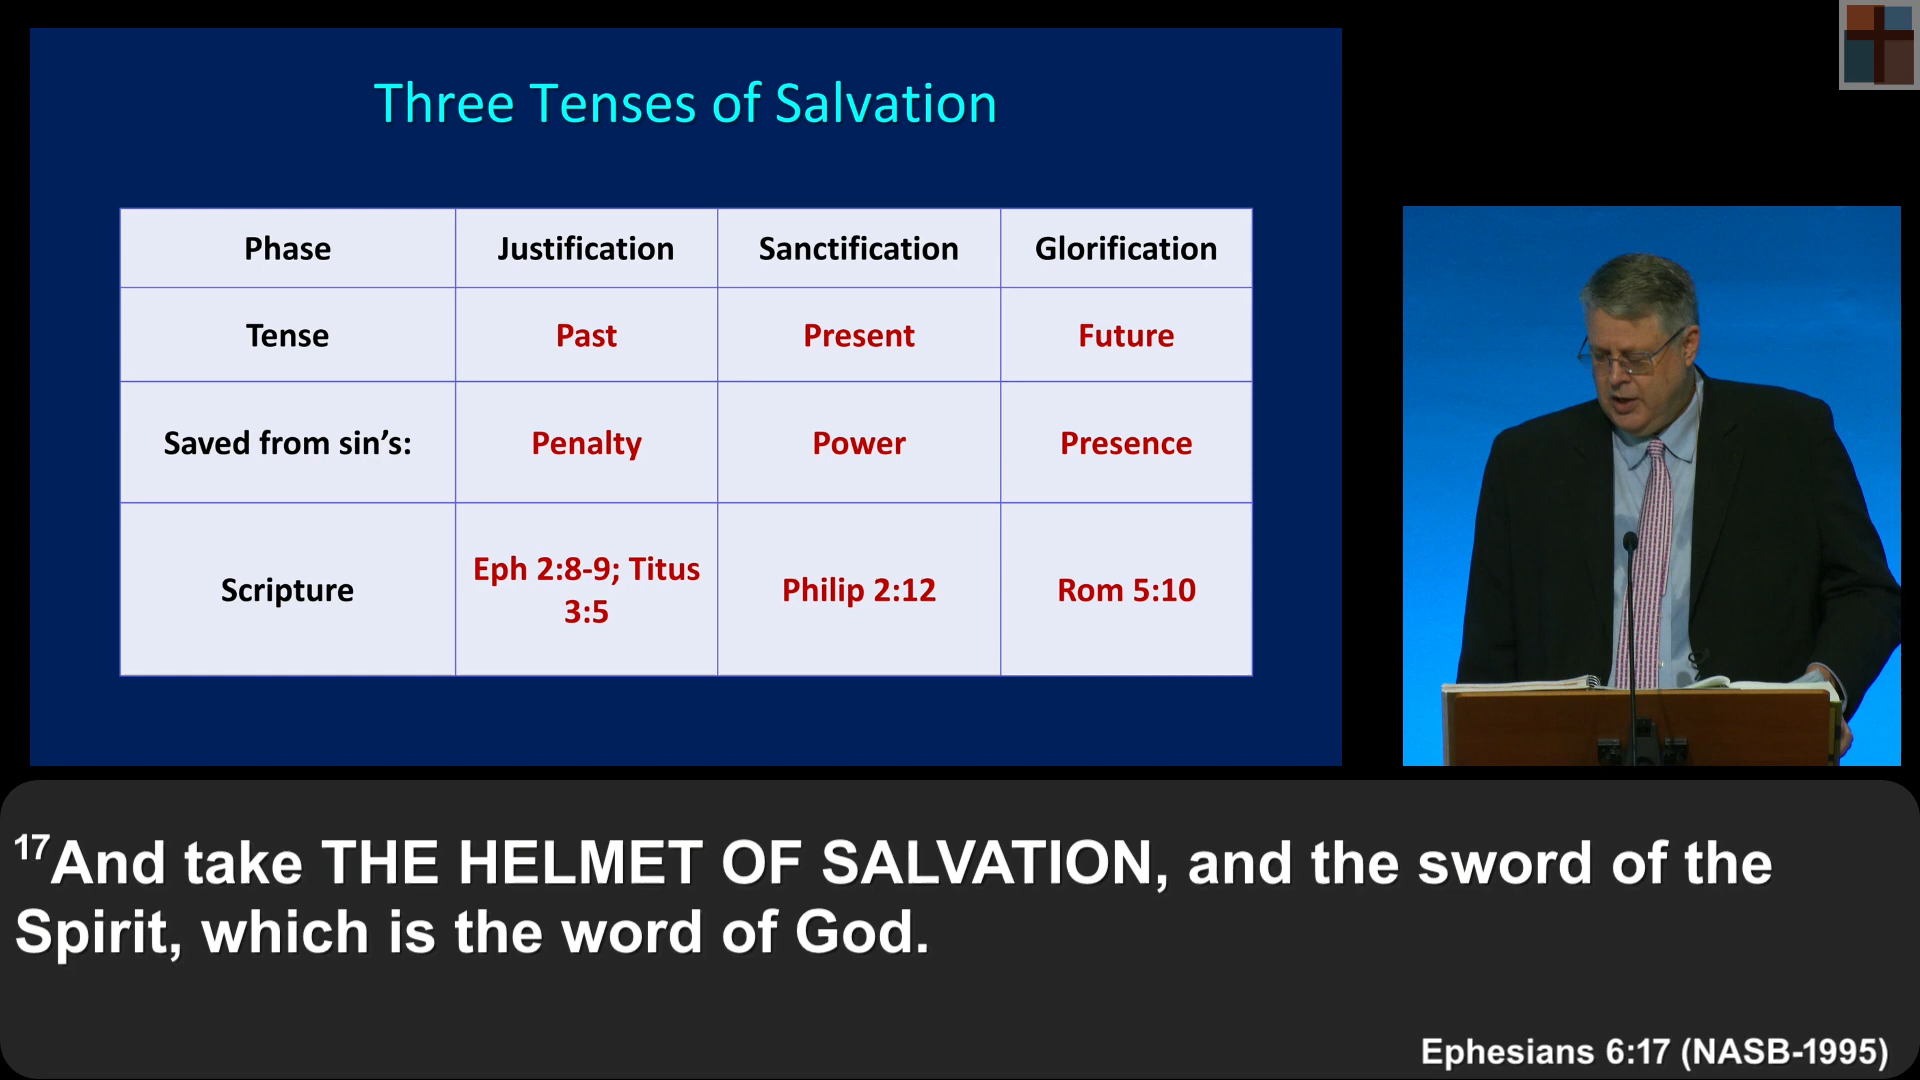 Three Tenses of Salvation
Phase Justification Sanctification Glorification
Tense Past Present Future
Saved from sin's: Penalty Power Presence
Scripture Eph 2:8-9; Titus 3:5 Philip 2:12 Rom 5:10
17And take THE HELMET OF SALVATION, and the sword of the
Spirit, which is the word of God.
Ephesians 6:17 (NASB-1995)